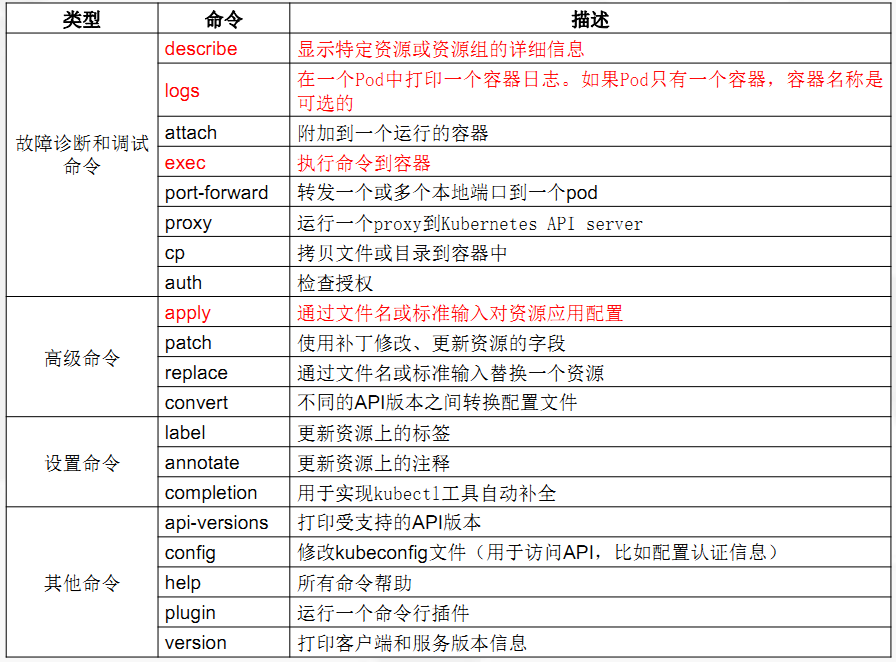 类型 命令 描述
describe 显示特定资源或资源组的详细信息
logs 在一个Pod中打印一个容器日志。如果Pod只有一个容器，容器名称是
可选的
故障诊断和调试
命令
attach 附加到一个运行的容器
exec 执行命令到容器
port-forward 转发一个或多个本地端口到一个pod
proxy 运行一个proxy到Kubernetes API server
cp 拷贝文件或目录到容器中
auth 检查授权
高级命令
apply 通过文件名或标准输入对资源应用配置
patch 使用补丁修改、更新资源的字段
replace 通过文件名或标准输入替换一个资源
convert 不同的API版本之间转换配置文件
设置命令
label 更新资源上的标签
annotate 更新资源上的注释
completion 用于实现kubectl工具自动补全
其他命令
api-versions 打印受支持的API版本
config 修改kubeconfig文件（用于访问API，比如配置认证信息）
help 所有命令帮助
plugin 运行一个命令行插件
version 打印客户端和服务版本信息